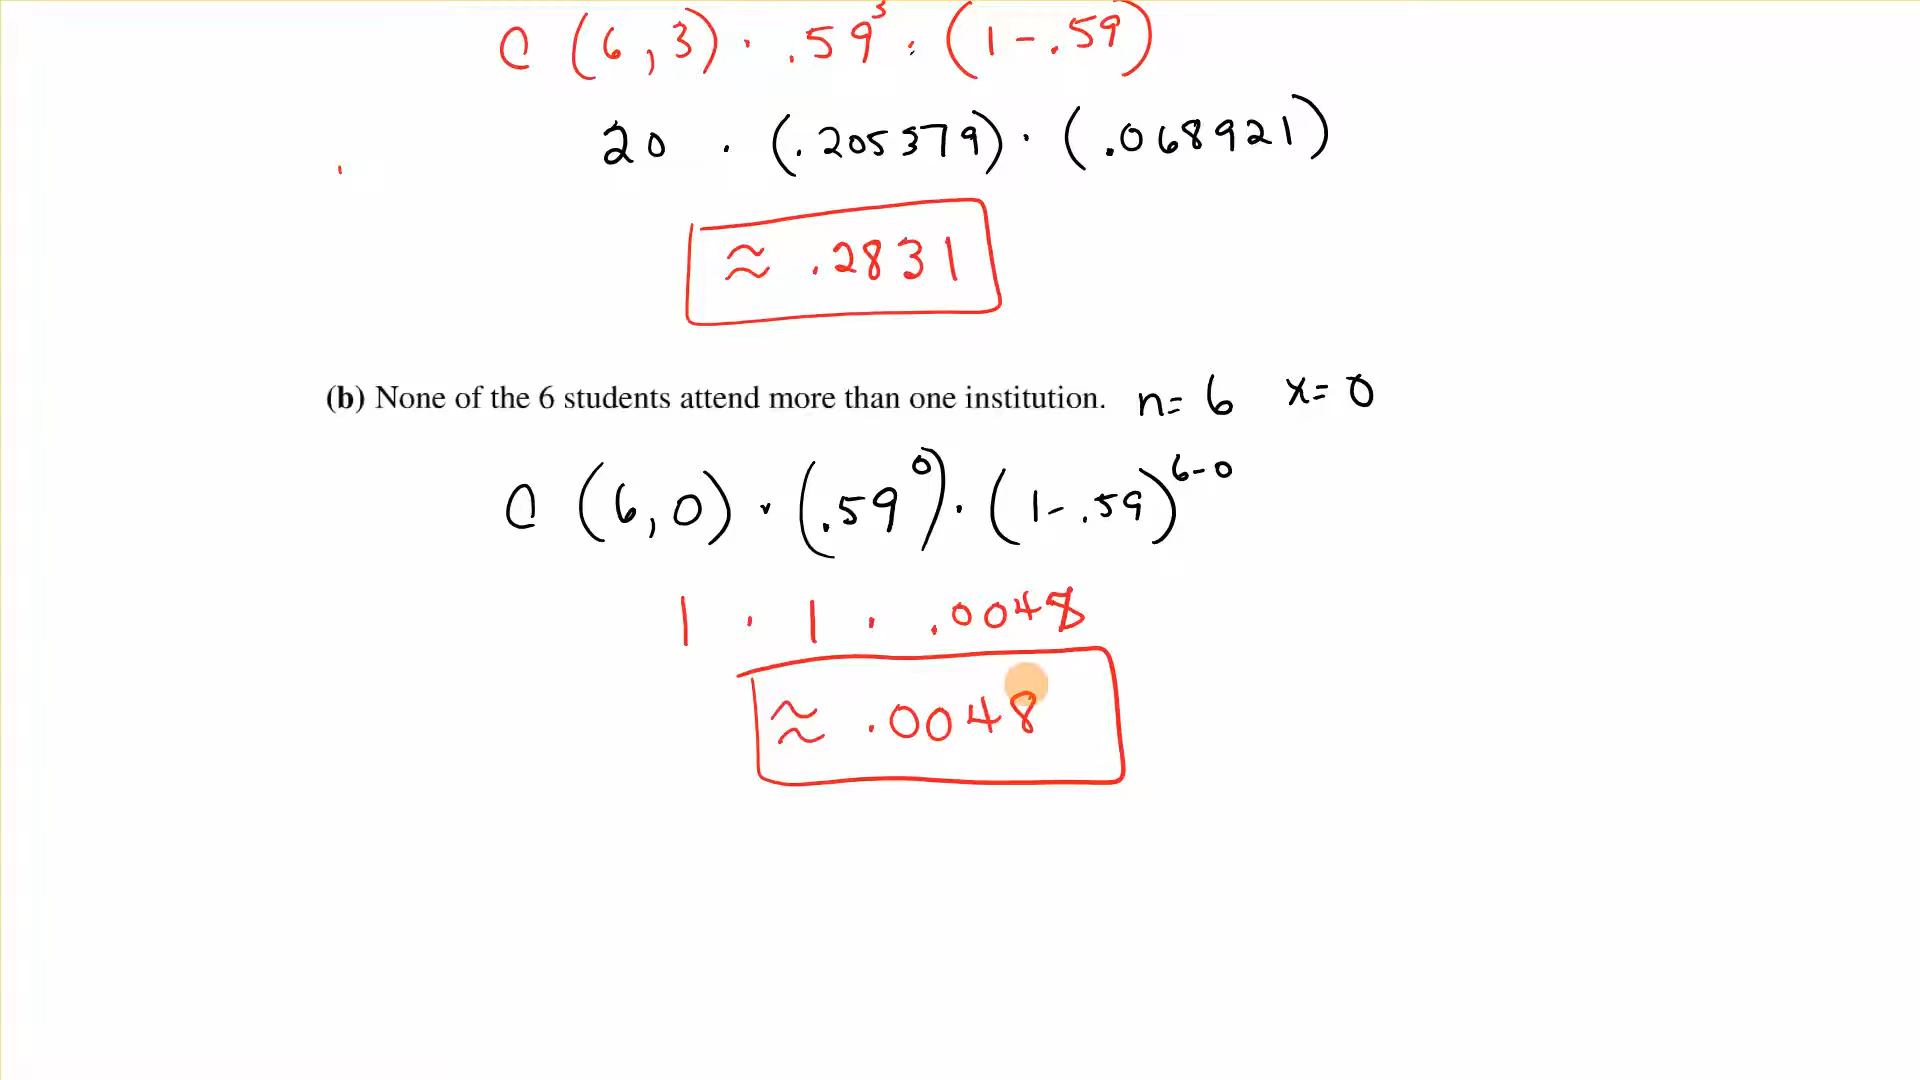 C (6,3) · .59³ · (1-.59)
20 · (.205379) · (.068921)
≈ .2831
(b) None of the 6 students attend more than one institution. n=6 x=0
C (6,0) · (.59⁰) · (1-.59)⁶⁻⁰
1 · 1 · .0048
≈ .0048